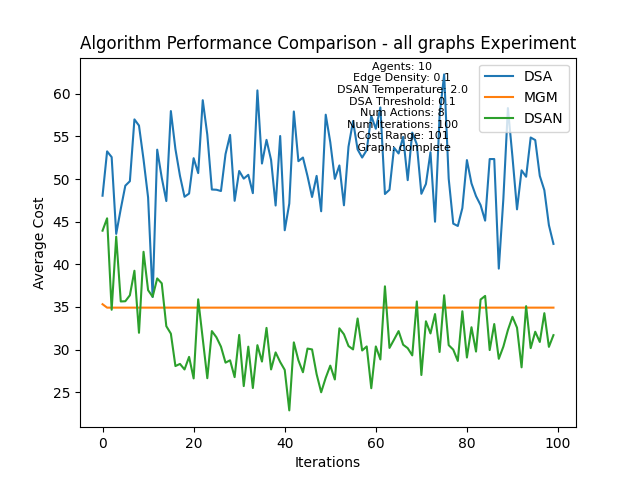 Algorithm Performance Comparison - all graphs Experiment
Agents: 10
Edge Density: 0.1
DSAN Temperature: 2.0
DSA Threshold: 0.1
Num Actions: 8
Num Iterations: 100
Cost Range: 101
Graph: complete
DSA
MGM
DSAN
Average Cost
60
55
50
45
40
35
30
25
0
20
40
60
80
100
Iterations